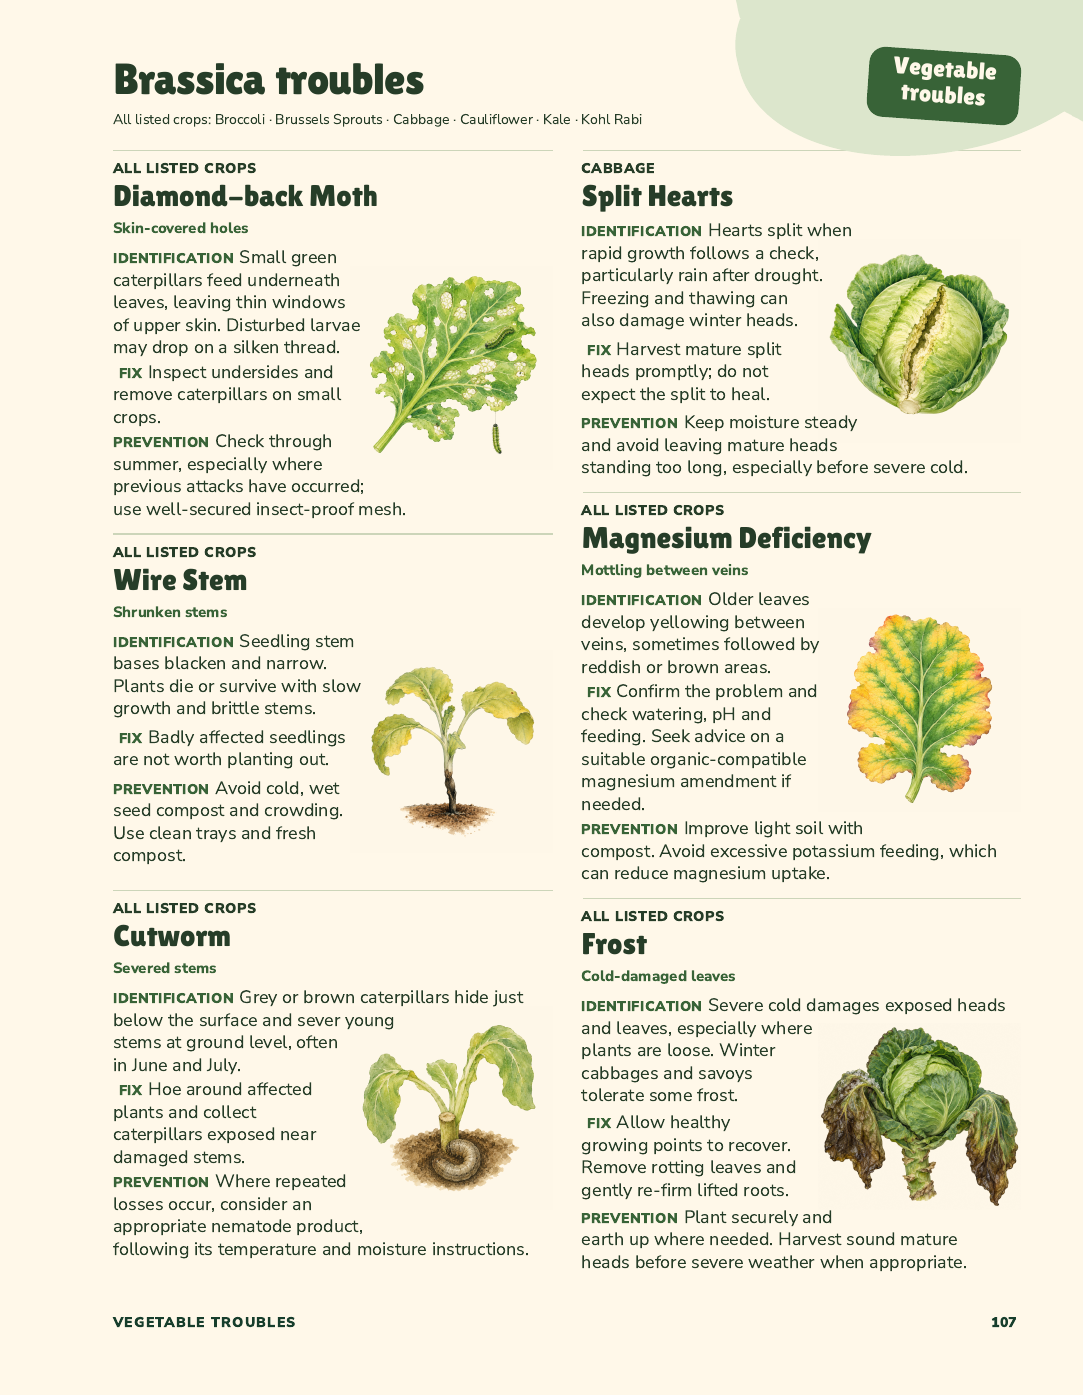 Brassica troubles
Vegetable
troubles
All listed crops: Broccoli · Brussels Sprouts · Cabbage · Cauliflower · Kale · Kohl Rabi
ALL LISTED CROPS
Diamond-back Moth
Skin-covered holes
IDENTIFICATION Small green
caterpillars feed underneath
leaves, leaving thin windows
of upper skin. Disturbed larvae
may drop on a silken thread.
FIX Inspect undersides and
remove caterpillars on small
crops.
PREVENTION Check through
summer, especially where
previous attacks have occurred;
use well-secured insect-proof mesh.
ALL LISTED CROPS
Wire Stem
Shrunken stems
IDENTIFICATION Seedling stem
bases blacken and narrow.
Plants die or survive with slow
growth and brittle stems.
FIX Badly affected seedlings
are not worth planting out.
PREVENTION Avoid cold, wet
seed compost and crowding.
Use clean trays and fresh
compost.
ALL LISTED CROPS
Cutworm
Severed stems
IDENTIFICATION Grey or brown caterpillars hide just
below the surface and sever young
stems at ground level, often
in June and July.
FIX Hoe around affected
plants and collect
caterpillars exposed near
damaged stems.
PREVENTION Where repeated
losses occur, consider an
appropriate nematode product,
following its temperature and moisture instructions.
CABBAGE
Split Hearts
IDENTIFICATION Hearts split when
rapid growth follows a check,
particularly rain after drought.
Freezing and thawing can
also damage winter heads.
FIX Harvest mature split
heads promptly; do not
expect the split to heal.
PREVENTION Keep moisture steady
and avoid leaving mature heads
standing too long, especially before severe cold.
ALL LISTED CROPS
Magnesium Deficiency
Mottling between veins
IDENTIFICATION Older leaves
develop yellowing between
veins, sometimes followed by
reddish or brown areas.
FIX Confirm the problem and
check watering, pH and
feeding. Seek advice on a
suitable organic-compatible
magnesium amendment if
needed.
PREVENTION Improve light soil with
compost. Avoid excessive potassium feeding, which
can reduce magnesium uptake.
ALL LISTED CROPS
Frost
Cold-damaged leaves
IDENTIFICATION Severe cold damages exposed heads
and leaves, especially where
plants are loose. Winter
cabbages and savoys
tolerate some frost.
FIX Allow healthy
growing points to recover.
Remove rotting leaves and
gently re-firm lifted roots.
PREVENTION Plant securely and
earth up where needed. Harvest sound mature
heads before severe weather when appropriate.
VEGETABLE TROUBLES
107